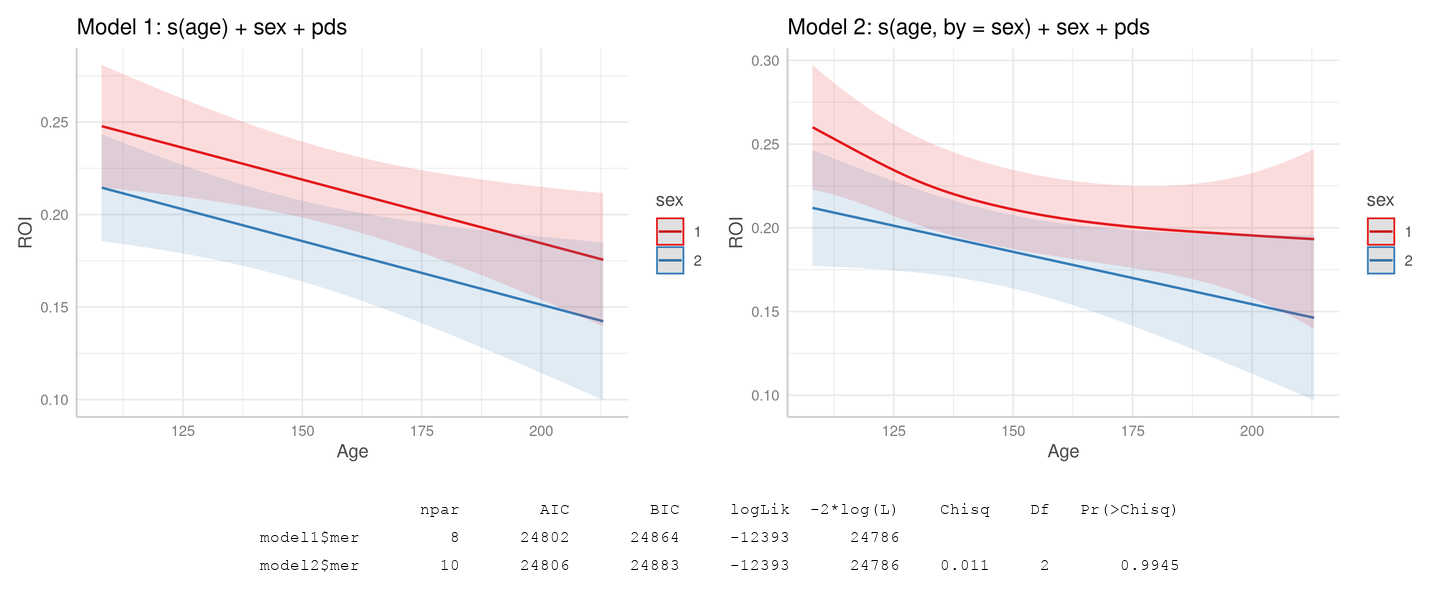 Model 1: s(age) + sex + pds
0.25
0.20
0.15
0.10
ROI
125 150 175 200
Age
sex
1
2
Model 2: s(age, by = sex) + sex + pds
0.30
0.25
0.20
0.15
0.10
ROI
125 150 175 200
Age
sex
1
2
npar AIC BIC logLik -2*log(L) Chisq Df Pr(>Chisq)
model1$mer 8 24802 24864 -12393 24786
model2$mer 10 24806 24883 -12393 24786 0.011 2 0.9945